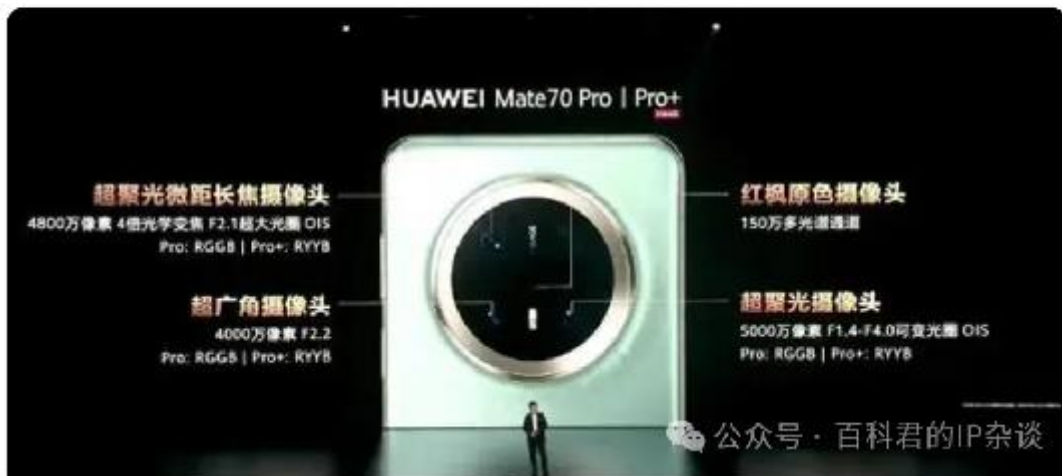 HUAWEI Mate70 Pro | Pro+
超聚光微距长焦摄像头
4800万像素 4倍光学变焦 F2.1超大光圈 OIS
Pro: RGGB | Pro+: RYYB
超广角摄像头
4000万像素 F2.2
Pro: RGGB | Pro+: RYYB
红枫原色摄像头
150万多光谱通道
超聚光摄像头
5000万像素 F1.4-F4.0可变光圈 OIS
Pro: RGGB | Pro+: RYYB
公众号 · 百科君的IP杂谈